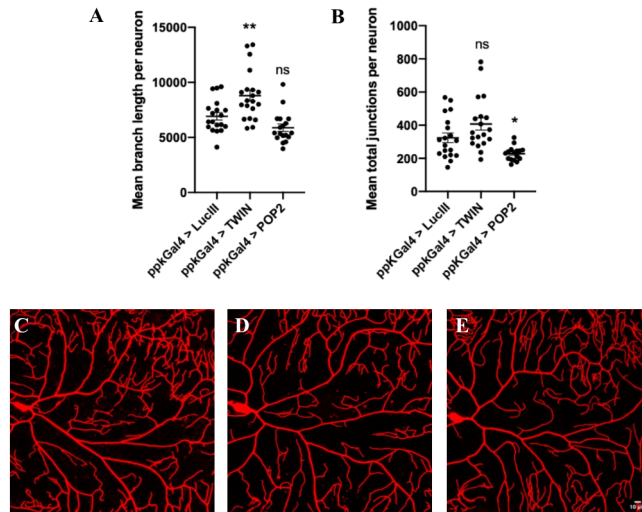 A
Mean branch length per neuron
15000
10000
5000
0
**
ns
ppkGal4 > LucIII
ppkGal4 > TWIN
ppkGal4 > POP2
B
Mean total junctions per neuron
1000
800
600
400
200
0
ns
*
ppkGal4 > LucIII
ppkGal4 > TWIN
ppkGal4 > POP2
C
D
E